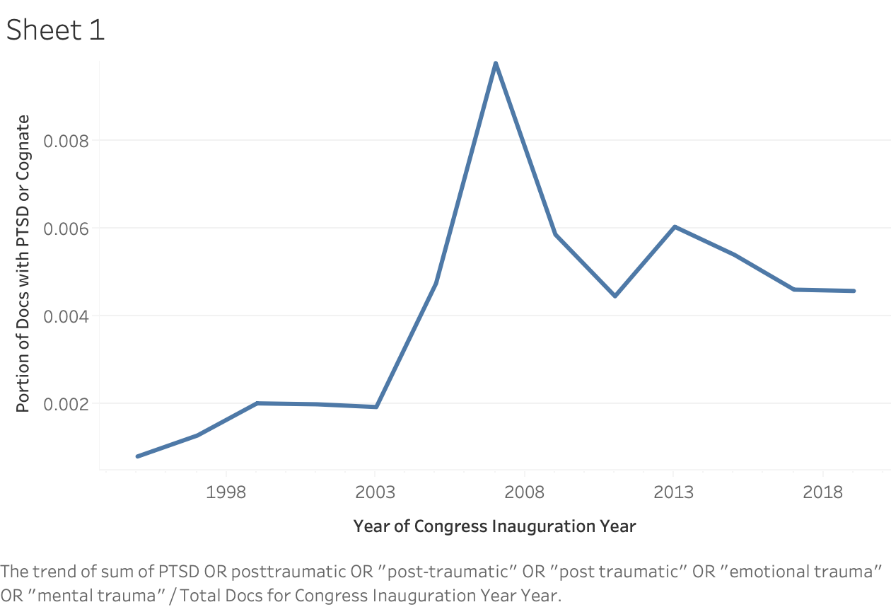 Sheet 1
Portion of Docs with PTSD or Cognate
0.008
0.006
0.004
0.002
1998 2003 2008 2013 2018
Year of Congress Inauguration Year
The trend of sum of PTSD OR posttraumatic OR "post-traumatic" OR "post traumatic" OR "emotional trauma"
OR "mental trauma" / Total Docs for Congress Inauguration Year Year.